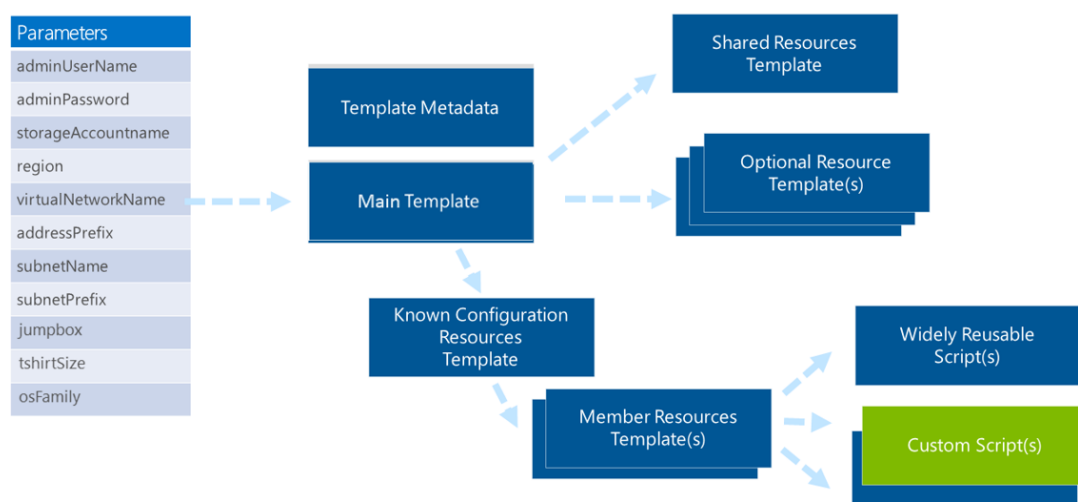 Parameters
adminUserName
adminPassword
storageAccountname
region
virtualNetworkName
addressPrefix
subnetName
subnetPrefix
jumpbox
tshirtSize
osFamily
Template Metadata
Main Template
Shared Resources
Template
Optional Resource
Template(s)
Known Configuration
Resources
Template
Member Resources
Template(s)
Widely Reusable
Script(s)
Custom Script(s)